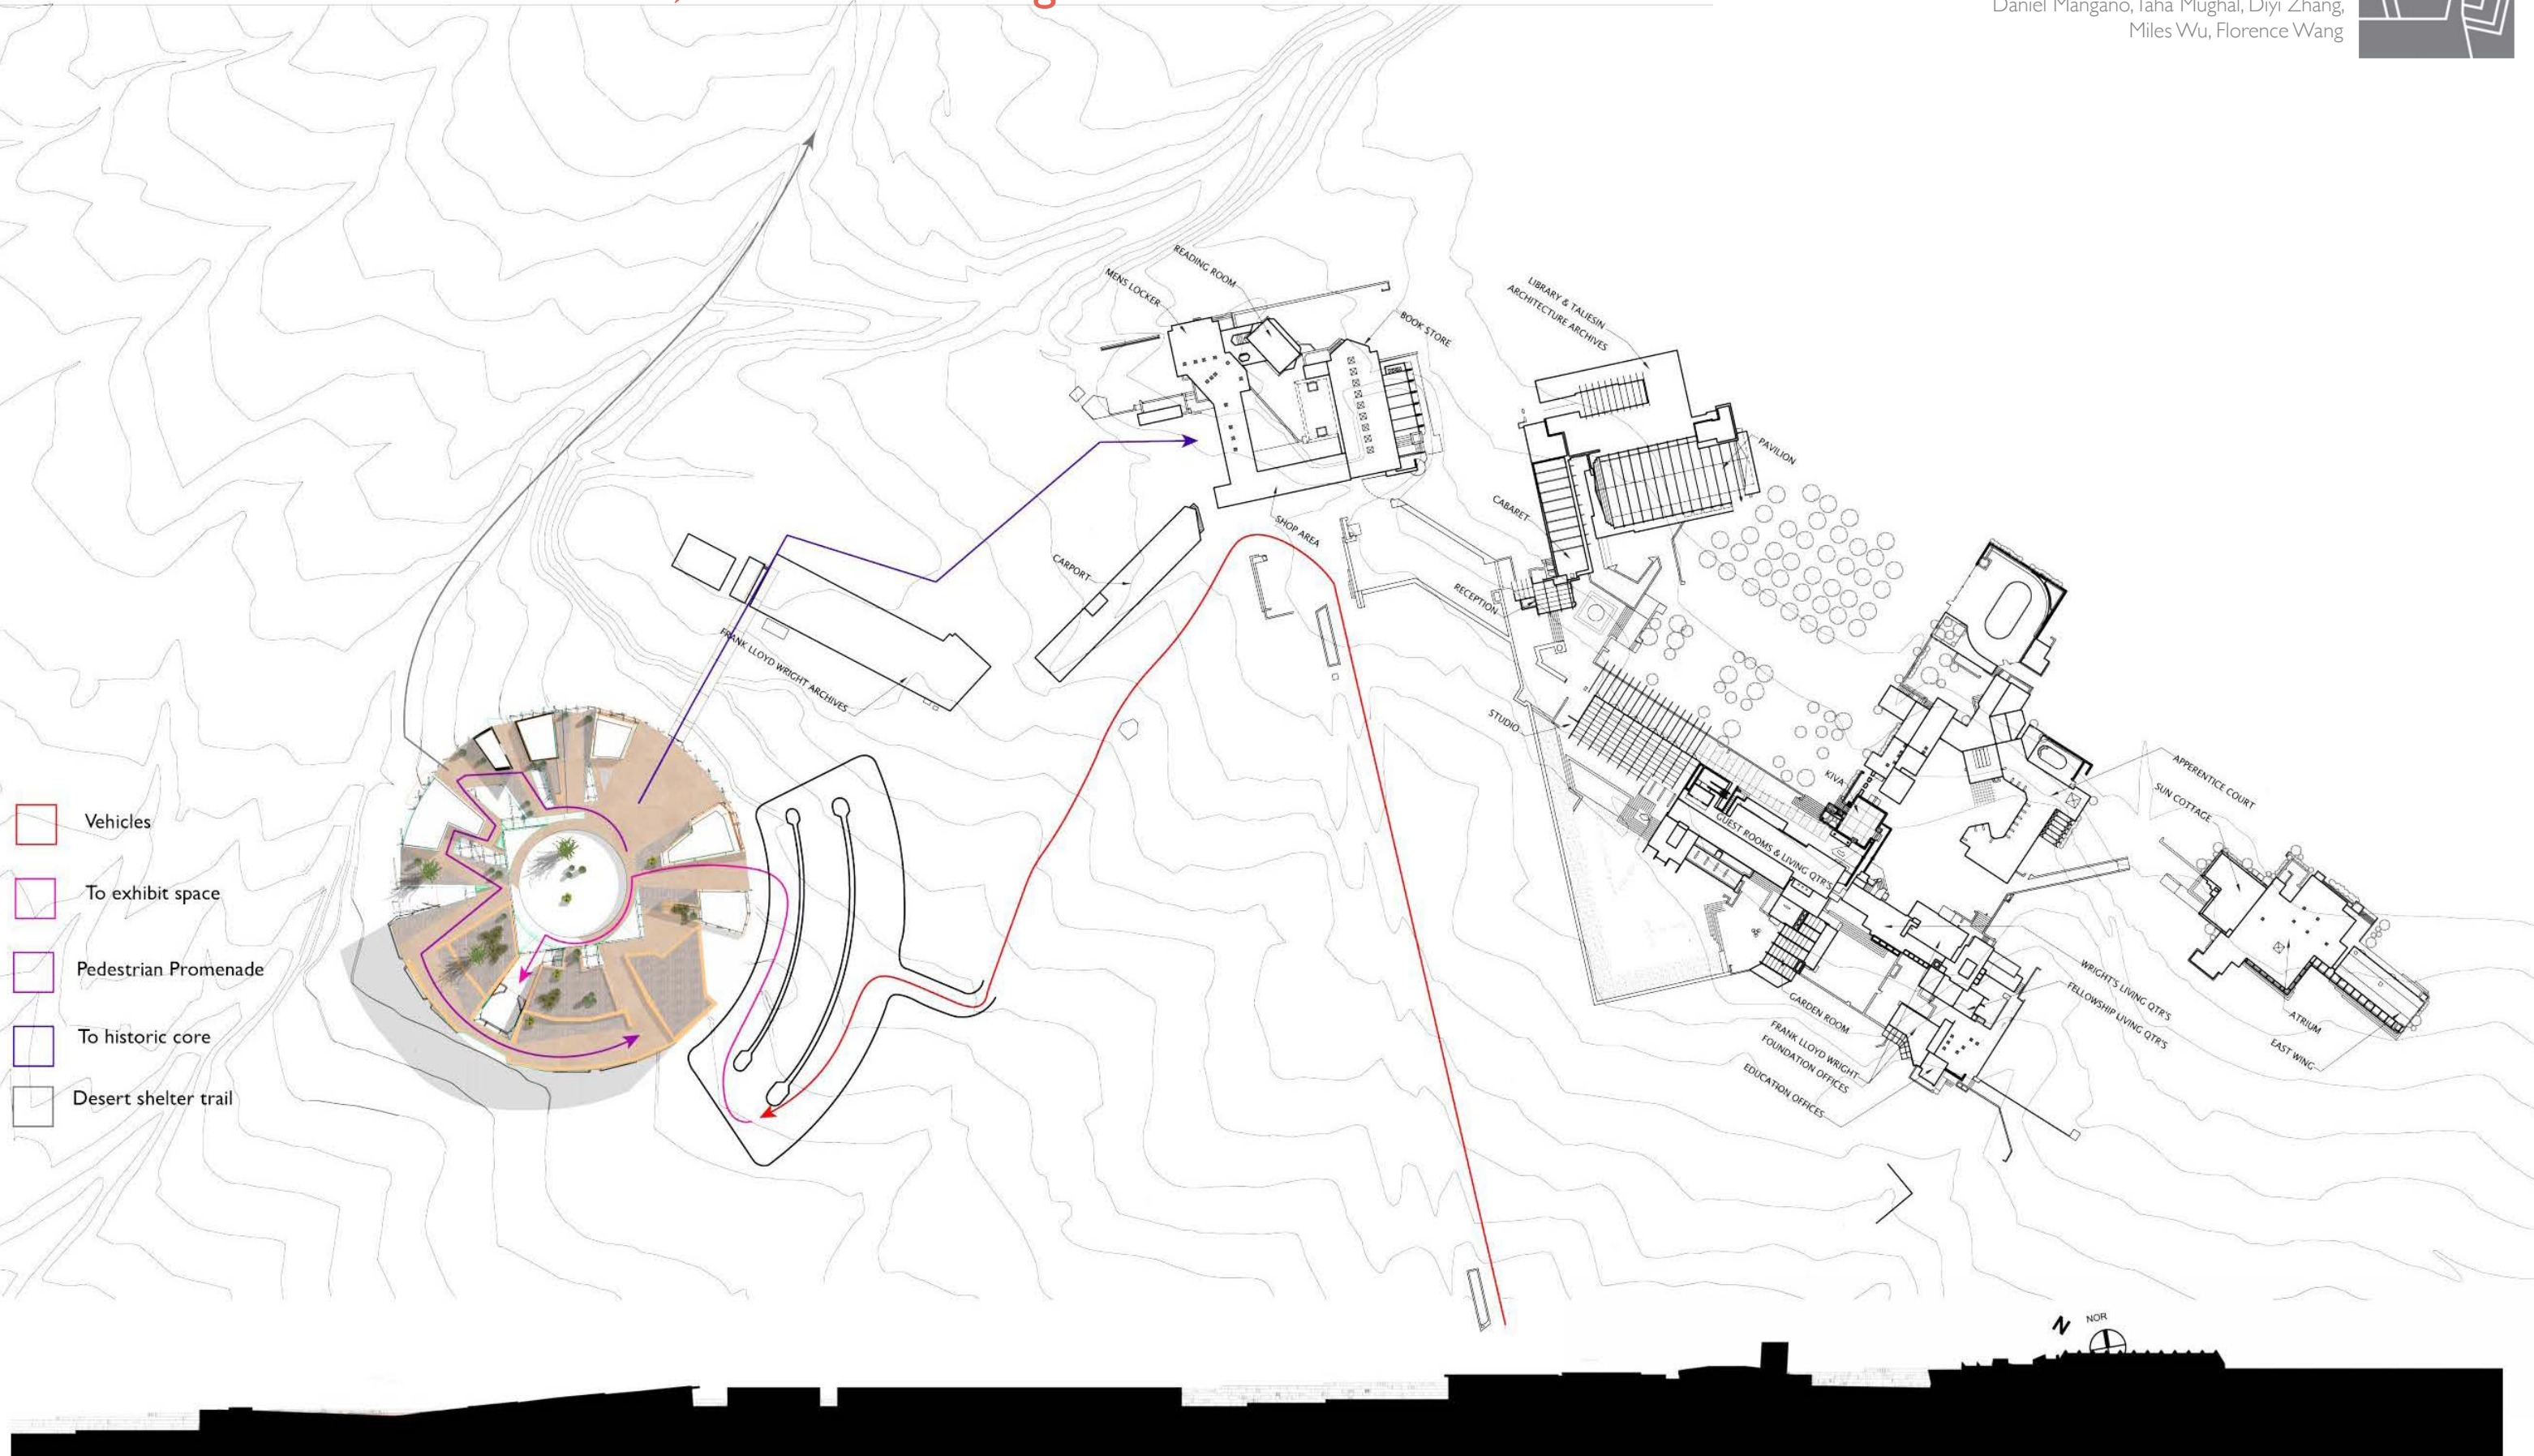 Daniel Mangano, Taha Mughal, Diyi Zhang,
Miles Wu, Florence Wang
READING ROOM
MENS LOCKER
BOOK STORE
LIBRARY & TALIESIN
ARCHITECTURE ARCHIVES
PAVILION
CABARET
SHOP AREA
CARPORT
RECEPTION
FRANK LLOYD WRIGHT ARCHIVES
STUDIO
KIVA
APPERENTICE COURT
SUN COTTAGE
GUEST ROOMS & LIVING QTR'S
Vehicles
To exhibit space
Pedestrian Promenade
To historic core
Desert shelter trail
WRIGHT'S LIVING QTR'S
FELLOWSHIP LIVING QTR'S
GARDEN ROOM
FRANK LLOYD WRIGHT
FOUNDATION OFFICES
EDUCATION OFFICES
ATRIUM
EAST WING
N
NOR